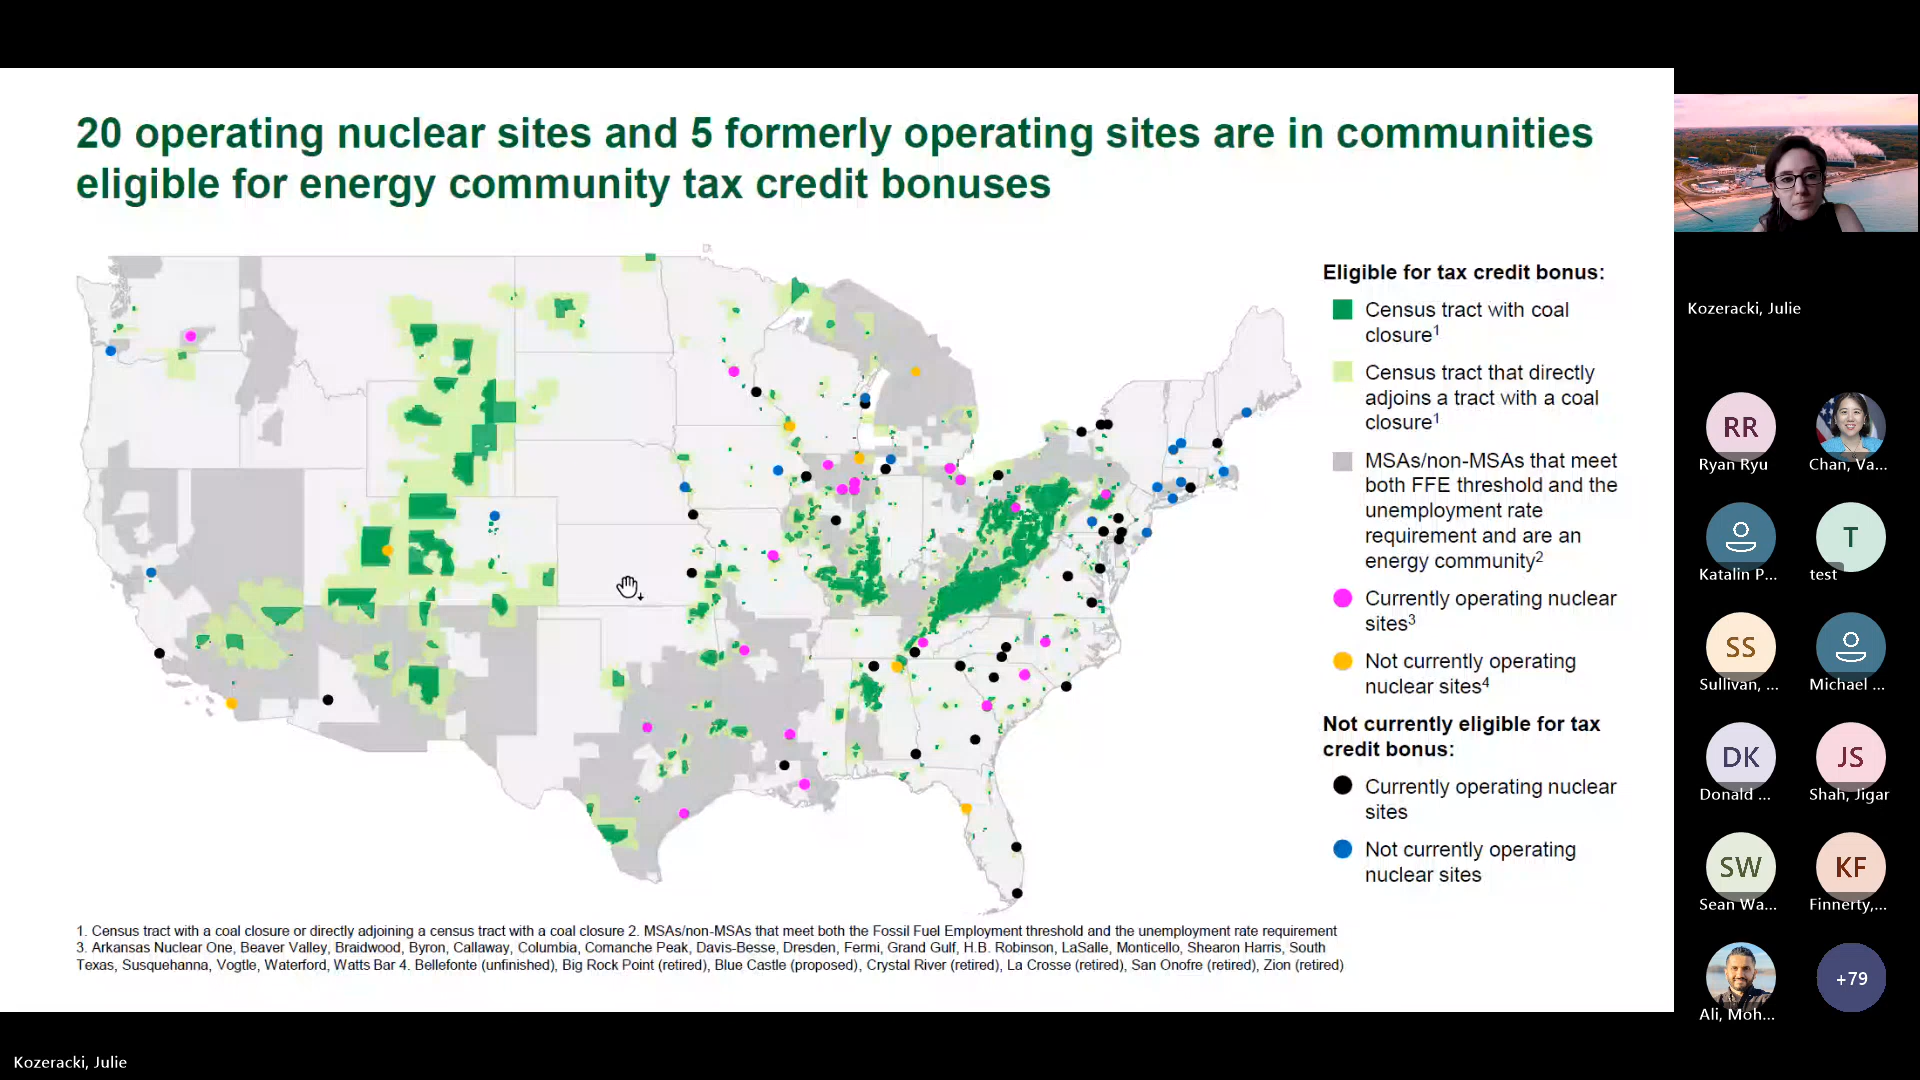 20 operating nuclear sites and 5 formerly operating sites are in communities
eligible for energy community tax credit bonuses
Eligible for tax credit bonus:
Census tract with coal
closure1
Census tract that directly
adjoins a tract with a coal
closure1
MSAs/non-MSAs that meet
both FFE threshold and the
unemployment rate
requirement and are an
energy community2
Currently operating nuclear
sites3
Not currently operating
nuclear sites4
Not currently eligible for tax
credit bonus:
Currently operating nuclear
sites
Not currently operating
nuclear sites
1. Census tract with a coal closure or directly adjoining a census tract with a coal closure 2. MSAs/non-MSAs that meet both the Fossil Fuel Employment threshold and the unemployment rate requirement
3. Arkansas Nuclear One, Beaver Valley, Braidwood, Byron, Callaway, Columbia, Comanche Peak, Davis-Besse, Dresden, Fermi, Grand Gulf, H.B. Robinson, LaSalle, Monticello, Shearon Harris, South
Texas, Susquehanna, Vogtle, Waterford, Watts Bar 4. Bellefonte (unfinished), Big Rock Point (retired), Blue Castle (proposed), Crystal River (retired), La Crosse (retired), San Onofre (retired), Zion (retired)
Kozeracki, Julie
RR
Ryan Ryu
Chan, Va...
Katalin P...
T
test
SS
Sullivan, ...
Michael ...
DK
Donald ...
JS
Shah, Jigar
SW
Sean Wa...
KF
Finnerty,...
Ali, Moh...
+79
Kozeracki, Julie